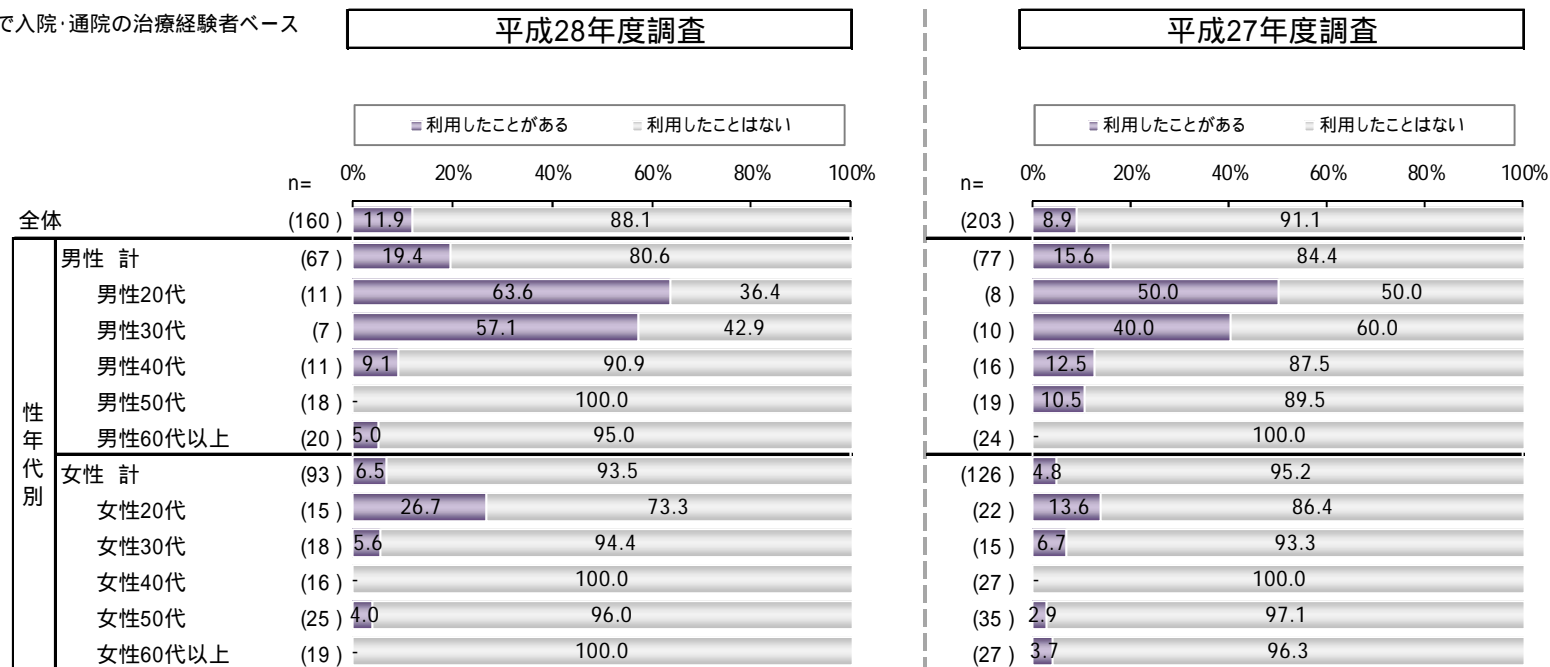 で入院･通院の治療経験者ベース
平成28年度調査 平成27年度調査
利用したことがある 利用したことはない 利用したことがある 利用したことはない
n= 0% 20% 40% 60% 80% 100% n= 0% 20% 40% 60% 80% 100%
全体 (160 ) 11.9 88.1 (203 ) 8.9 91.1
性年代別
男性 計 (67 ) 19.4 80.6 (77 ) 15.6 84.4
男性20代 (11 ) 63.6 36.4 (8 ) 50.0 50.0
男性30代 (7 ) 57.1 42.9 (10 ) 40.0 60.0
男性40代 (11 ) 9.1 90.9 (16 ) 12.5 87.5
男性50代 (18 ) - 100.0 (19 ) 10.5 89.5
男性60代以上 (20 ) 5.0 95.0 (24 ) - 100.0
女性 計 (93 ) 6.5 93.5 (126 ) 4.8 95.2
女性20代 (15 ) 26.7 73.3 (22 ) 13.6 86.4
女性30代 (18 ) 5.6 94.4 (15 ) 6.7 93.3
女性40代 (16 ) - 100.0 (27 ) - 100.0
女性50代 (25 ) 4.0 96.0 (35 ) 2.9 97.1
女性60代以上 (19 ) - 100.0 (27 ) 3.7 96.3